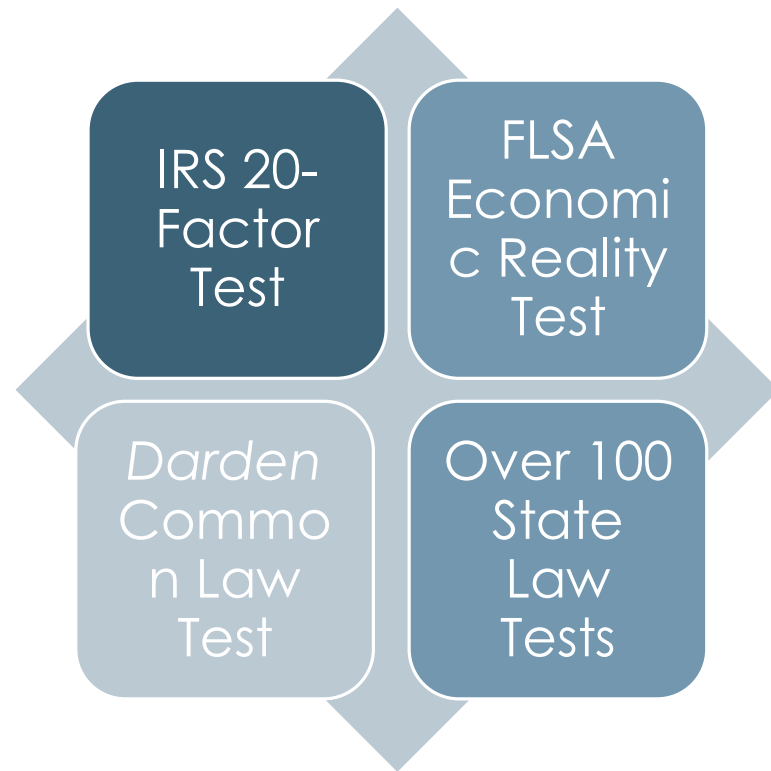 IRS 20-
Factor
Test
FLSA
Economi
c Reality
Test
Darden
Commo
n Law
Test
Over 100
State
Law
Tests